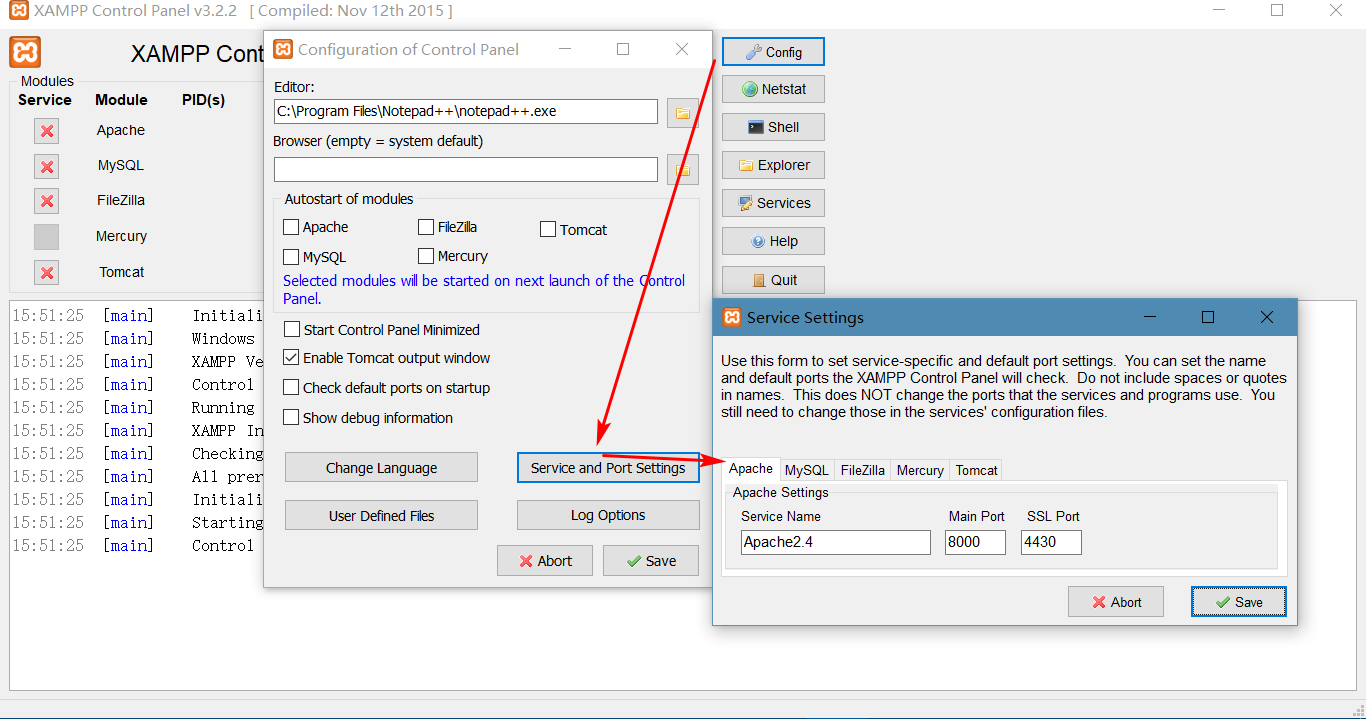 XAMPP Control Panel v3.2.2 [ Compiled: Nov 12th 2015 ]
XAMPP Cont
Modules
Service Module PID(s)
Apache
MySQL
FileZilla
Mercury
Tomcat
Configuration of Control Panel
Editor:
C:\Program Files\Notepad++\notepad++.exe
Browser (empty = system default)
Autostart of modules
Apache FileZilla Tomcat
MySQL Mercury
Selected modules will be started on next launch of the Control
Panel.
Start Control Panel Minimized
Enable Tomcat output window
Check default ports on startup
Show debug information
Change Language Service and Port Settings
User Defined Files Log Options
Abort Save
Config
Netstat
Shell
Explorer
Services
Help
Quit
15:51:25 [main] Initiali
15:51:25 [main] Windows
15:51:25 [main] XAMPP Ve
15:51:25 [main] Control
15:51:25 [main] Running
15:51:25 [main] XAMPP In
15:51:25 [main] Checking
15:51:25 [main] All prer
15:51:25 [main] Initiali
15:51:25 [main] Starting
15:51:25 [main] Control
Service Settings
Use this form to set service-specific and default port settings. You can set the name
and default ports the XAMPP Control Panel will check. Do not include spaces or quotes
in names. This does NOT change the ports that the services and programs use. You
still need to change those in the services' configuration files.
Apache MySQL FileZilla Mercury Tomcat
Apache Settings
Service Name Main Port SSL Port
Apache2.4 8000 4430
Abort Save